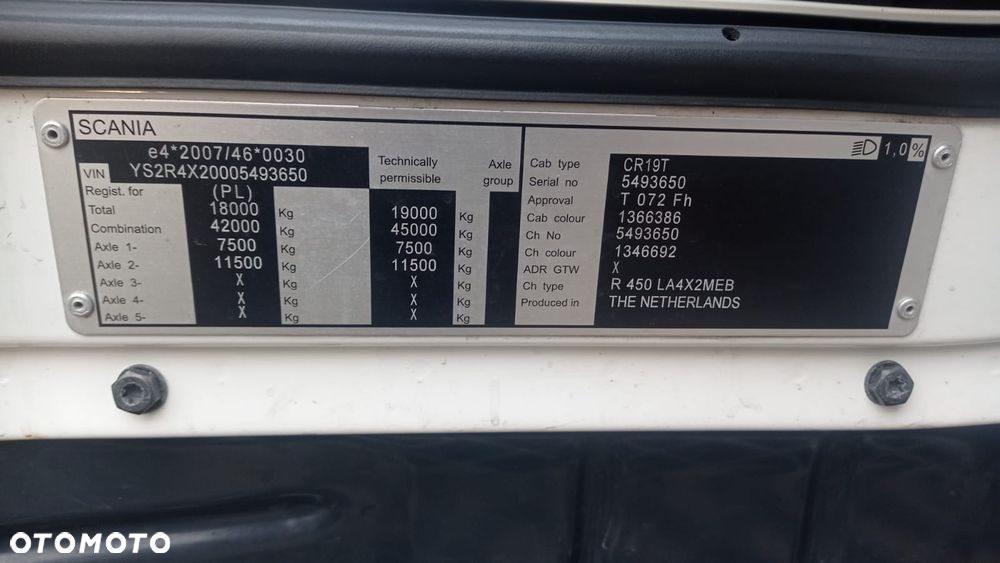 SCANIA
1,0%
e4*2007/46*0030
VIN YS2R4X20005493650
Technically permissible
Axle group
Regist. for (PL)
Total 18000 Kg 19000 Kg
Combination 42000 Kg 45000 Kg
Axle 1- 7500 Kg 7500 Kg
Axle 2- 11500 Kg 11500 Kg
Axle 3- X Kg X Kg
Axle 4- X Kg X Kg
Axle 5- X Kg X Kg
Cab type CR19T
Serial no 5493650
Approval T 072 Fh
Cab colour 1366386
Ch No 5493650
Ch colour 1346692
ADR GTW X
Ch type R 450 LA4X2MEB
Produced in THE NETHERLANDS
OTOMOTO